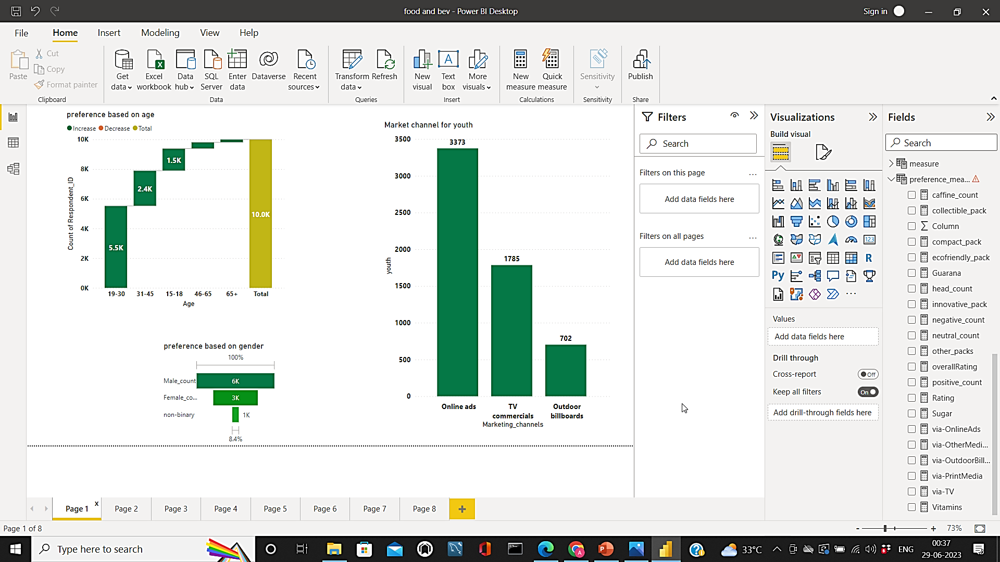 food and bev - Power BI Desktop
Sign in
File
Home
Insert
Modeling
View
Help
Paste
Cut
Copy
Format painter
Clipboard
Get data
Excel workbook
Data hub
SQL Server
Enter data
Dataverse
Recent sources
Data
Transform data
Refresh
Queries
New visual
Text box
More visuals
Insert
New measure
Quick measure
Calculations
Sensitivity
Sensitivity
Publish
Share
preference based on age
Increase Decrease Total
10K
8K
6K
4K
2K
0K
Count of Respondent_ID
5.5K
2.4K
1.5K
10.0K
19-30 31-45 15-18 46-65 65+ Total
Age
preference based on gender
100%
Male_count 6K
Female_co... 3K
non-binary 1K
8.4%
Market channel for youth
3500
3000
2500
2000
1500
1000
500
0
youth
3373
1785
702
Online ads
TV commercials
Outdoor billboards
Marketing_channels
Filters
Search
Filters on this page ...
Add data fields here
Filters on all pages ...
Add data fields here
Visualizations
Build visual
123
R
Py
...
Values
Add data fields here
Drill through
Cross-report Off
Keep all filters On
Add drill-through fields here
Fields
Search
measure
preference_mea...
caffine_count
collectible_pack
Column
compact_pack
ecofriendly_pack
Guarana
head_count
innovative_pack
negative_count
neutral_count
other_packs
overallRating
positive_count
Rating
Sugar
via-OnlineAds
via-OtherMedi...
via-OutdoorBill...
via-PrintMedia
via-TV
Vitamins
Page 1 x
Page 2
Page 3
Page 4
Page 5
Page 6
Page 7
Page 8
+
Page 1 of 8
- + 73%
Type here to search
33°C
ENG
00:37
29-06-2023